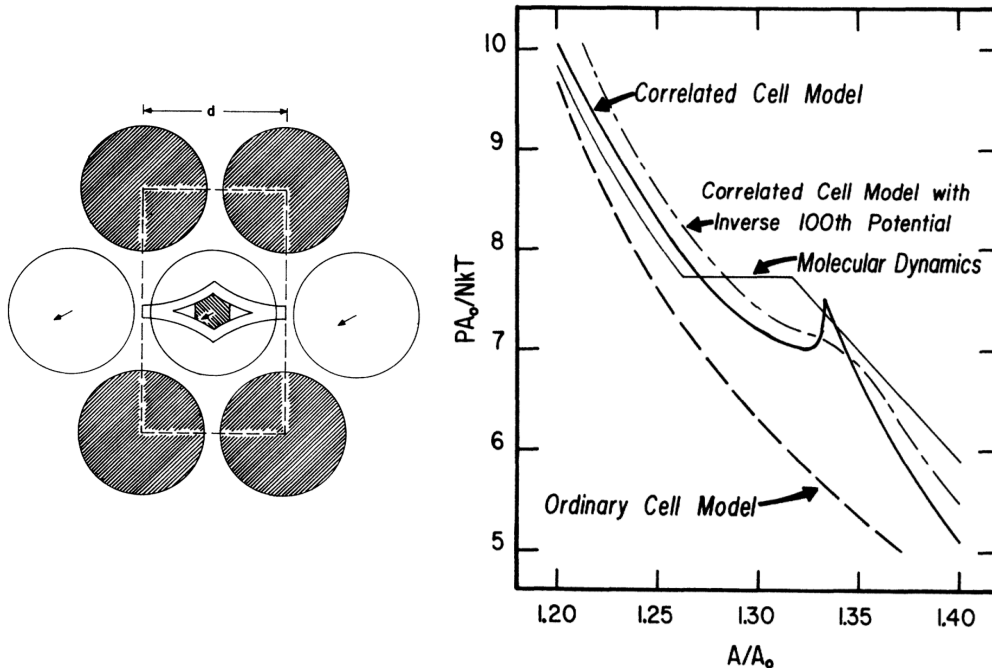 d
10
9
8
7
6
5
PA₀/NkT
Correlated Cell Model
Correlated Cell Model with
Inverse 100th Potential
Molecular Dynamics
Ordinary Cell Model
1.20
1.25
1.30
1.35
1.40
A/A₀